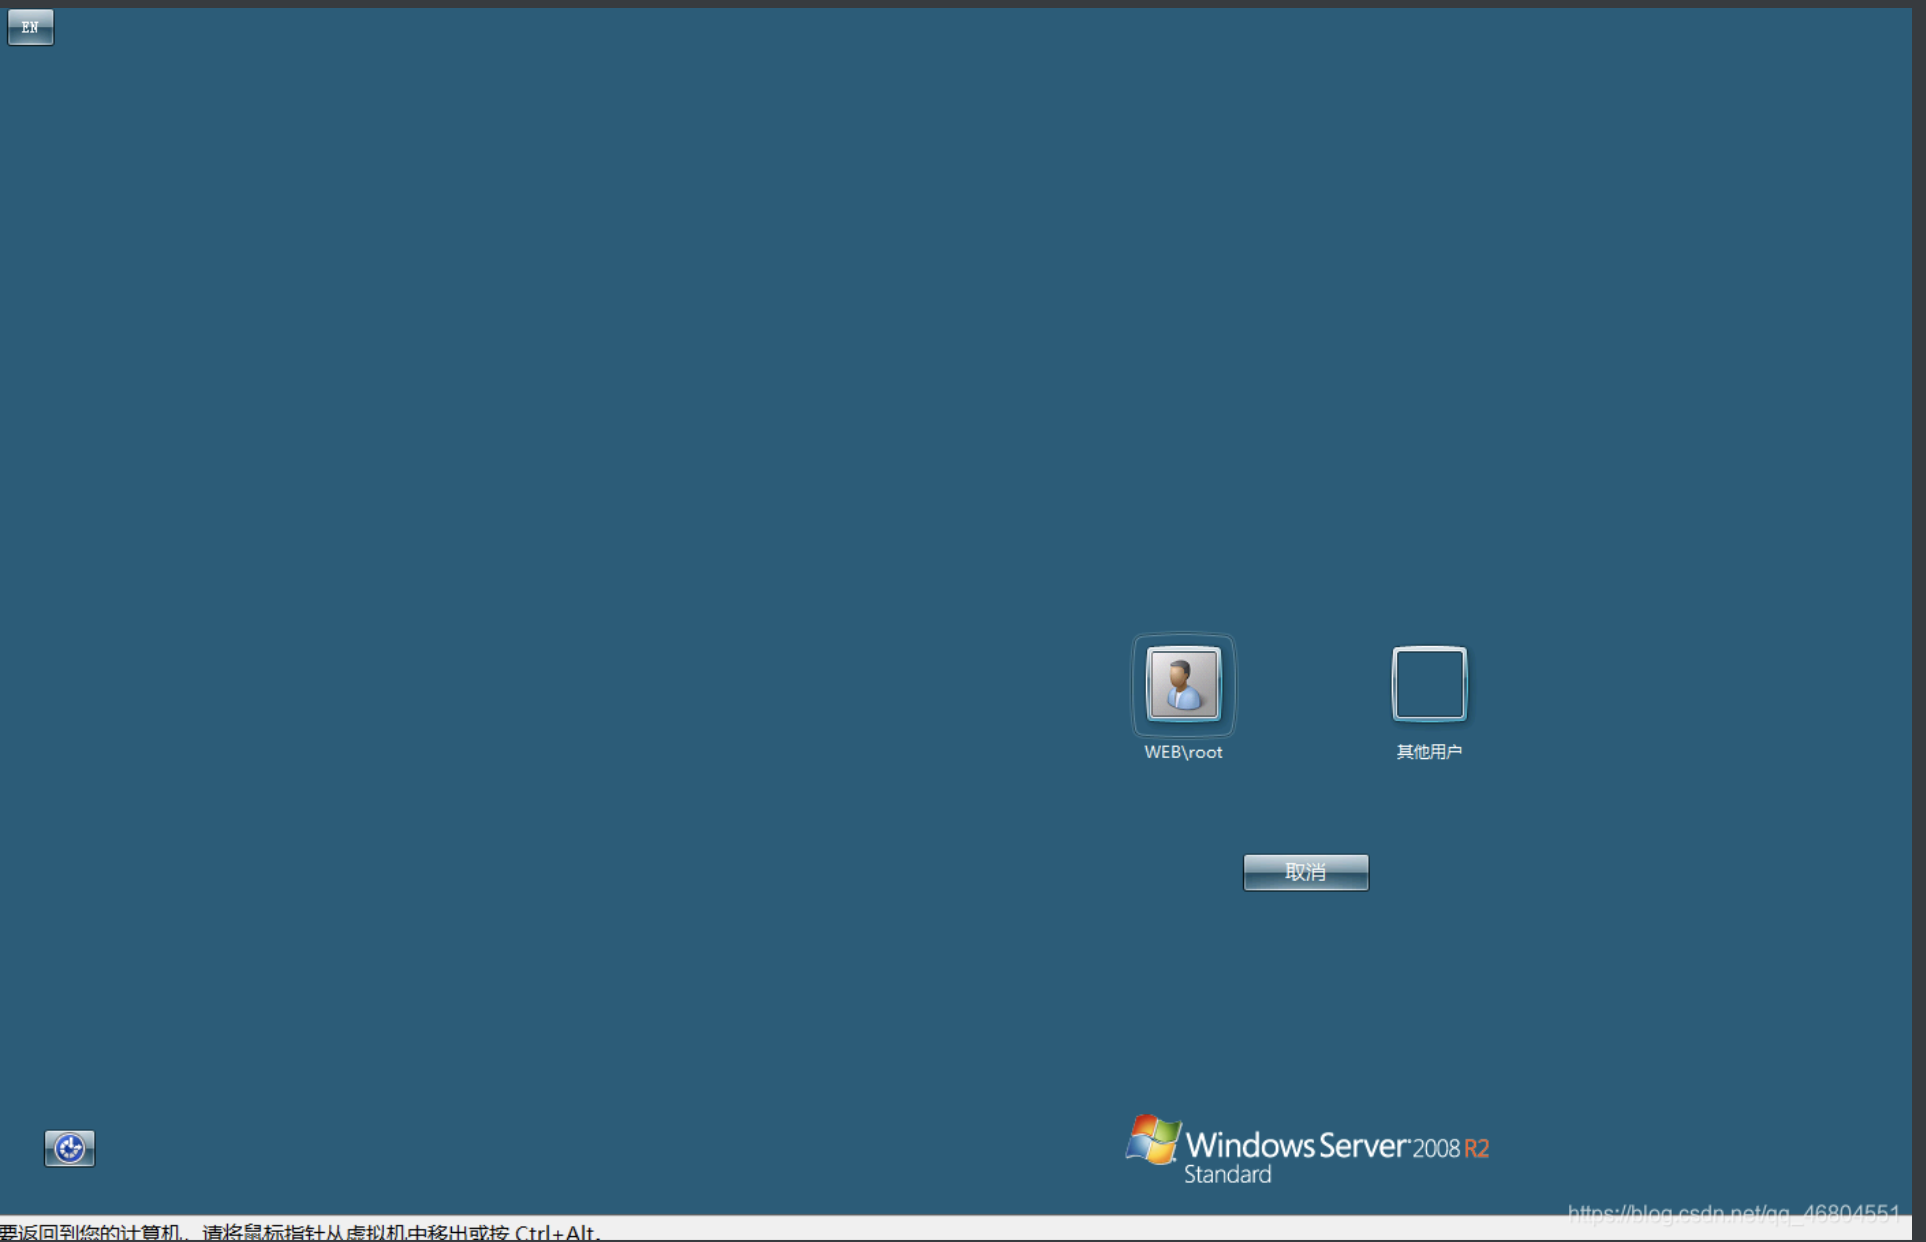 EN
WEB\root
其他用户
取消
Windows Server 2008 R2
Standard
https://blog.csdn.net/qq_46804551
要返回到您的计算机，请将鼠标指针从虚拟机中移出或按 Ctrl+Alt。